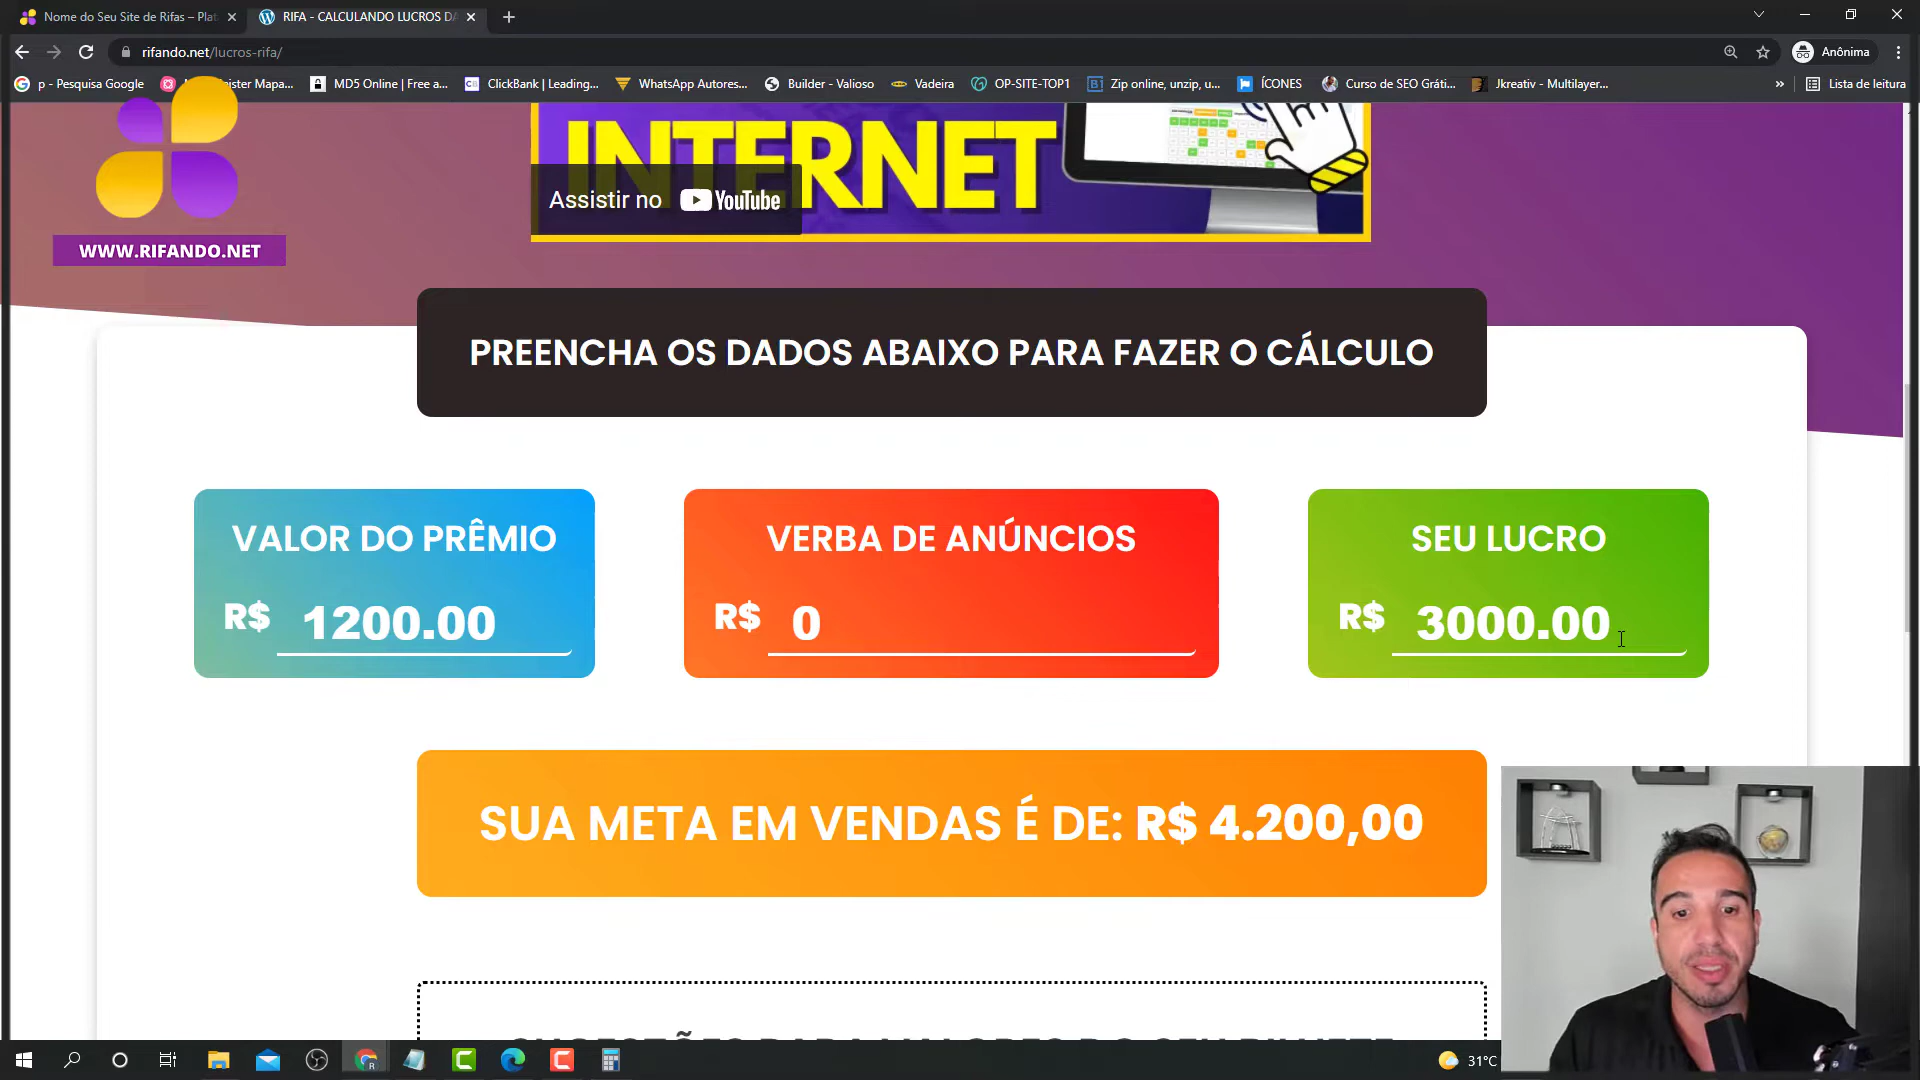 Nome do Seu Site de Rifas – Plat
RIFA - CALCULANDO LUCROS DA
rifando.net/lucros-rifa/
Anônima
p - Pesquisa Google
ister Mapa...
MD5 Online | Free a...
ClickBank | Leading...
WhatsApp Autores...
Builder - Valioso
Vadeira
OP-SITE-TOP1
Zip online, unzip, u...
ÍCONES
Curso de SEO Gráti...
Jkreativ - Multilayer...
»
Lista de leitura
WWW.RIFANDO.NET
INTERNET
Assistir no YouTube
PREENCHA OS DADOS ABAIXO PARA FAZER O CÁLCULO
VALOR DO PRÊMIO
R$ 1200.00
VERBA DE ANÚNCIOS
R$ 0
SEU LUCRO
R$ 3000.00
SUA META EM VENDAS É DE: R$ 4.200,00
31°C